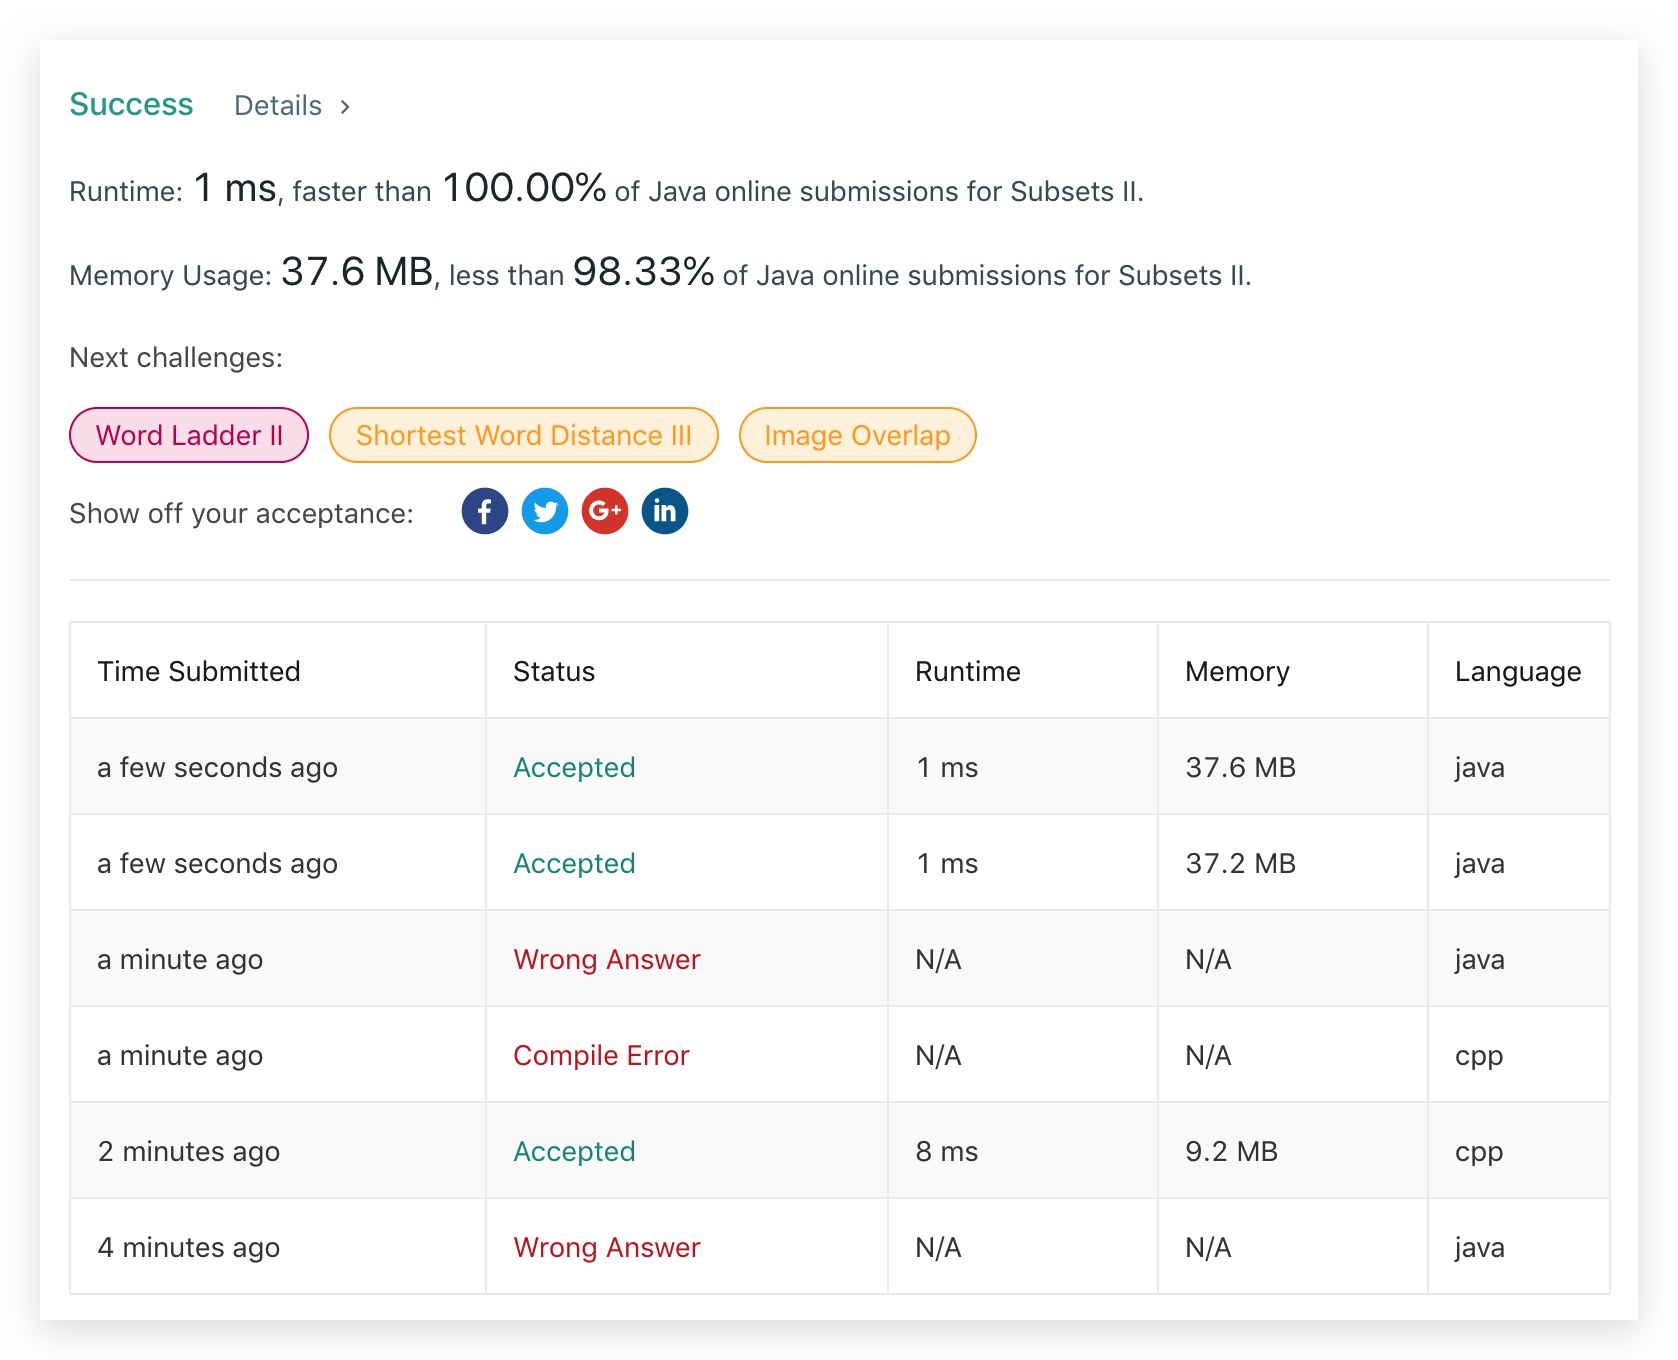 Success Details >
Runtime: 1 ms, faster than 100.00% of Java online submissions for Subsets II.
Memory Usage: 37.6 MB, less than 98.33% of Java online submissions for Subsets II.
Next challenges:
Word Ladder II Shortest Word Distance III Image Overlap
Show off your acceptance: f G+ in
Time Submitted Status Runtime Memory Language
a few seconds ago Accepted 1 ms 37.6 MB java
a few seconds ago Accepted 1 ms 37.2 MB java
a minute ago Wrong Answer N/A N/A java
a minute ago Compile Error N/A N/A cpp
2 minutes ago Accepted 8 ms 9.2 MB cpp
4 minutes ago Wrong Answer N/A N/A java